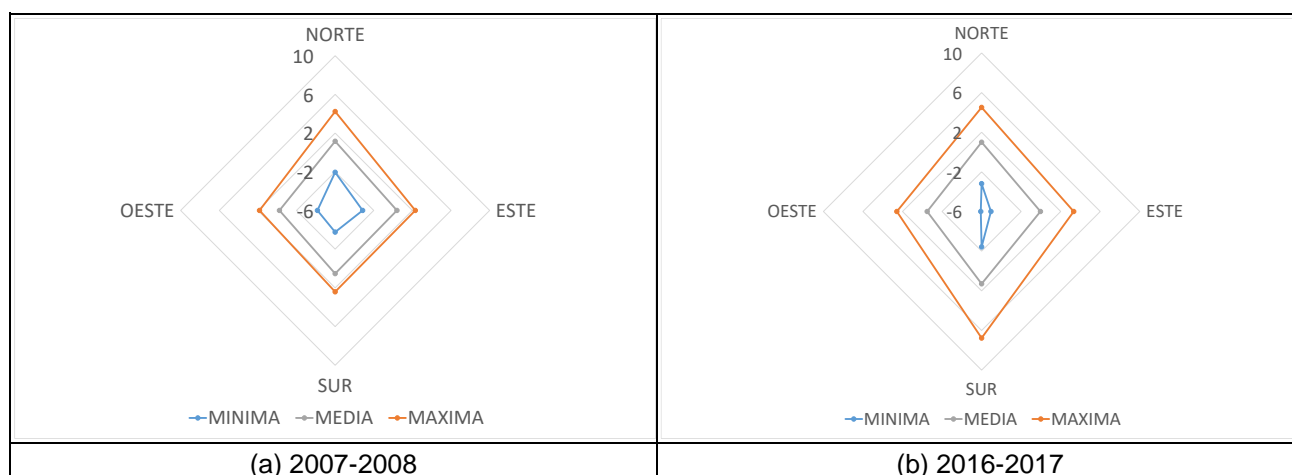 NORTE
10
6
2
-2
-6
OESTE
ESTE
SUR
MINIMA MEDIA MAXIMA
(a) 2007-2008
NORTE
10
6
2
-2
-6
OESTE
ESTE
SUR
MINIMA MEDIA MAXIMA
(b) 2016-2017